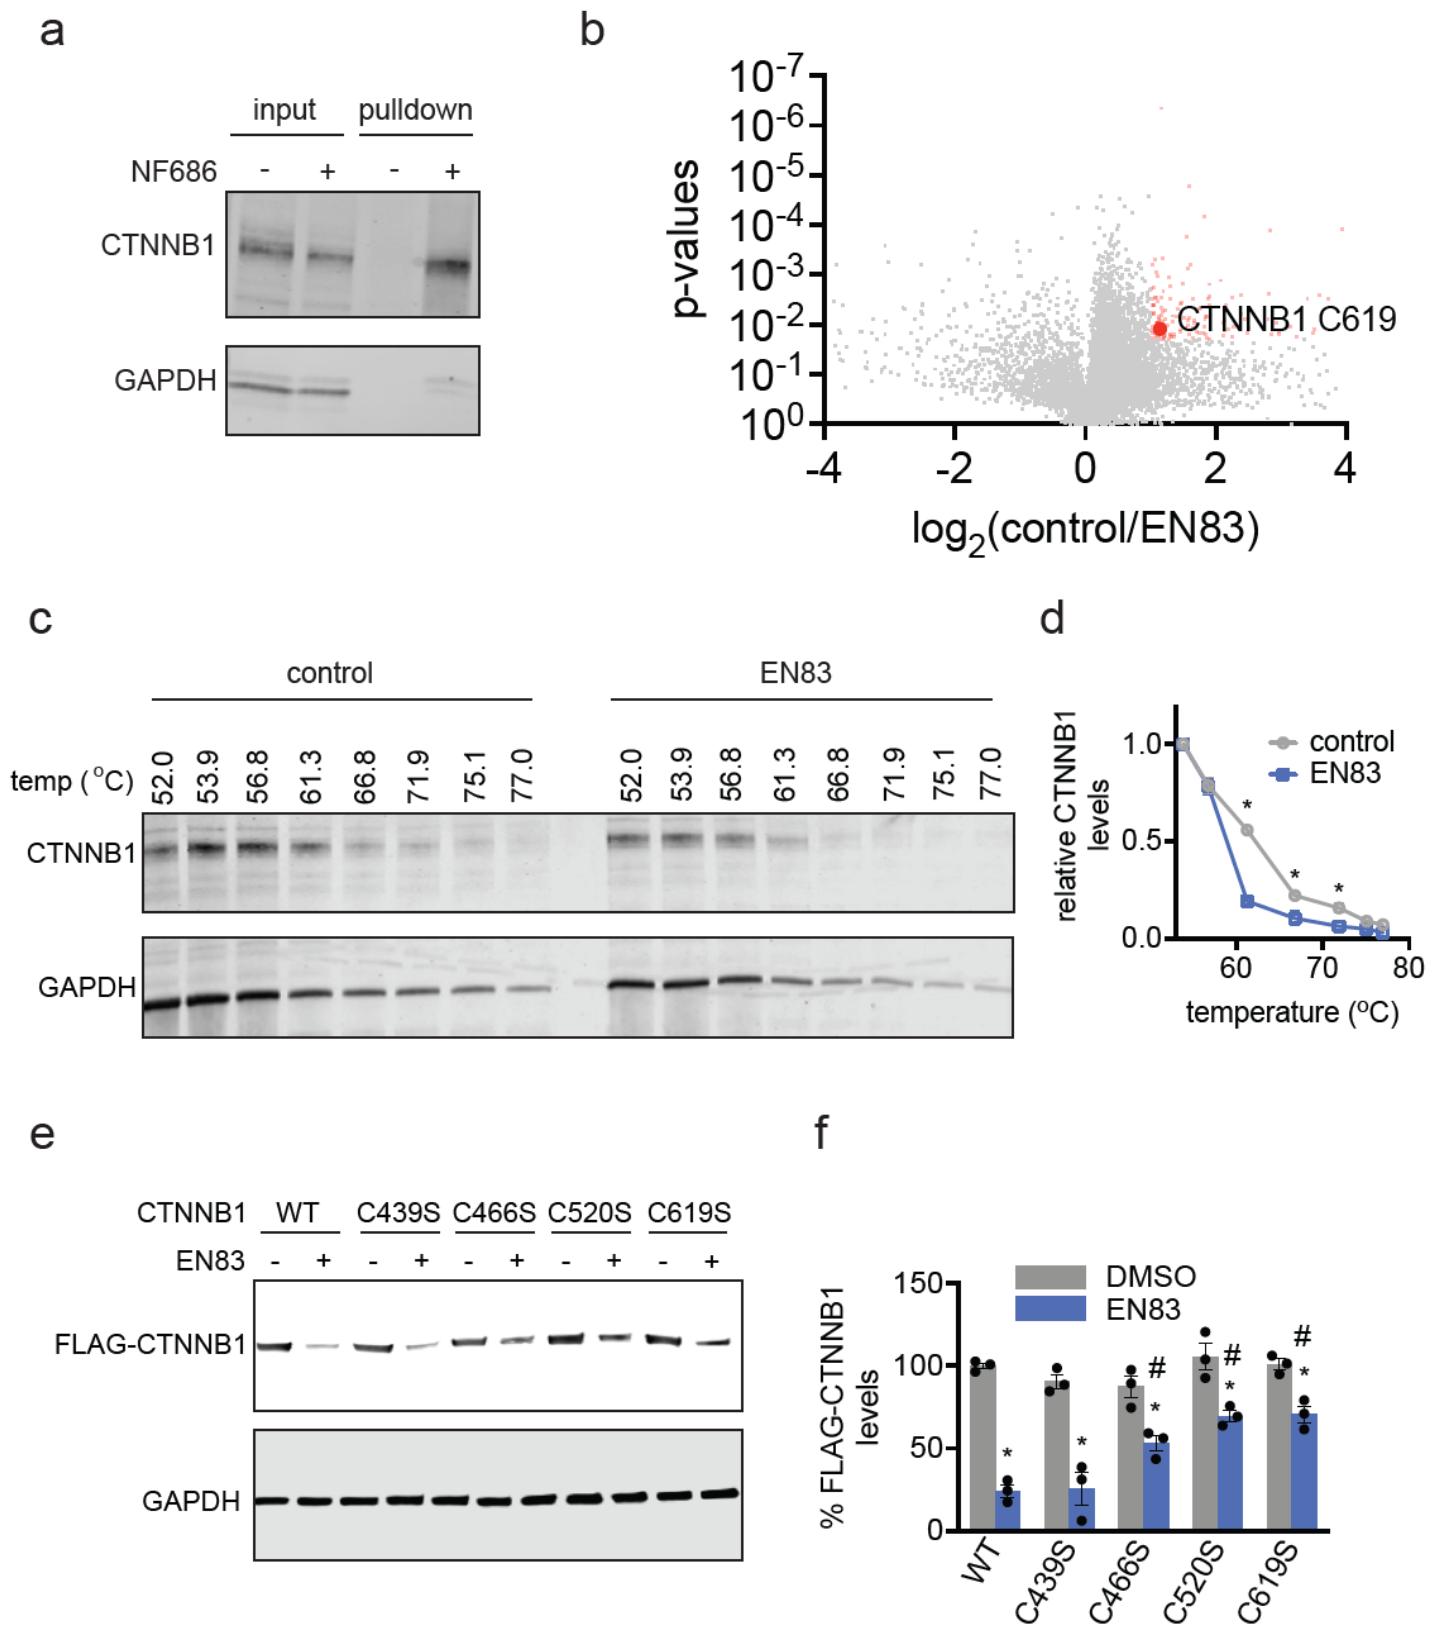 a
input pulldown
NF686 - + - +
CTNNB1
GAPDH
b
p-values
10-7
10-6
10-5
10-4
10-3
10-2
10-1
100
CTNNB1 C619
-4 -2 0 2 4
log2(control/EN83)
c
control EN83
temp (oC) 52.0 53.9 56.8 61.3 66.8 71.9 75.1 77.0 52.0 53.9 56.8 61.3 66.8 71.9 75.1 77.0
CTNNB1
GAPDH
d
relative CTNNB1
levels
1.0
0.5
0.0
control
EN83
* * *
60 70 80
temperature (oC)
e
CTNNB1 WT C439S C466S C520S C619S
EN83 - + - + - + - + - +
FLAG-CTNNB1
GAPDH
f
% FLAG-CTNNB1
levels
150
100
50
0
DMSO
EN83
# # #
* * * * *
WT C439S C466S C520S C619S